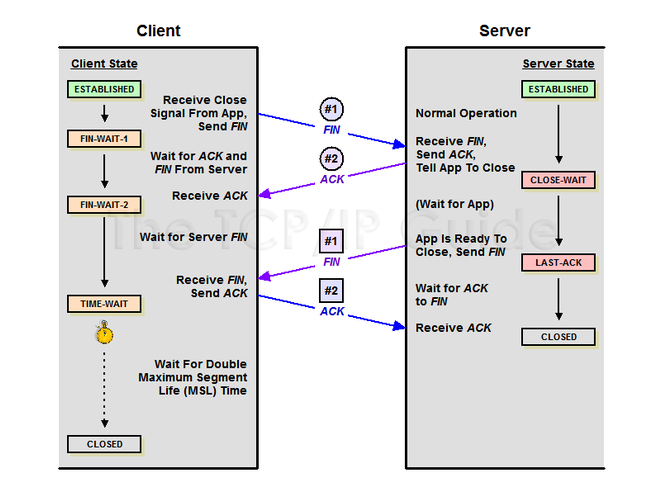 Client
Server
Client State
Server State
ESTABLISHED
ESTABLISHED
Receive Close
Signal From App,
Send FIN
#1
FIN
Normal Operation
FIN-WAIT-1
Receive FIN,
Send ACK,
Tell App To Close
Wait for ACK and
FIN From Server
#2
ACK
CLOSE-WAIT
Receive ACK
FIN-WAIT-2
(Wait for App)
The TCP/IP Guide
Wait for Server FIN
#1
FIN
App Is Ready To
Close, Send FIN
LAST-ACK
Receive FIN,
Send ACK
#2
ACK
Wait for ACK
to FIN
TIME-WAIT
Receive ACK
CLOSED
Wait For Double
Maximum Segment
Life (MSL) Time
CLOSED